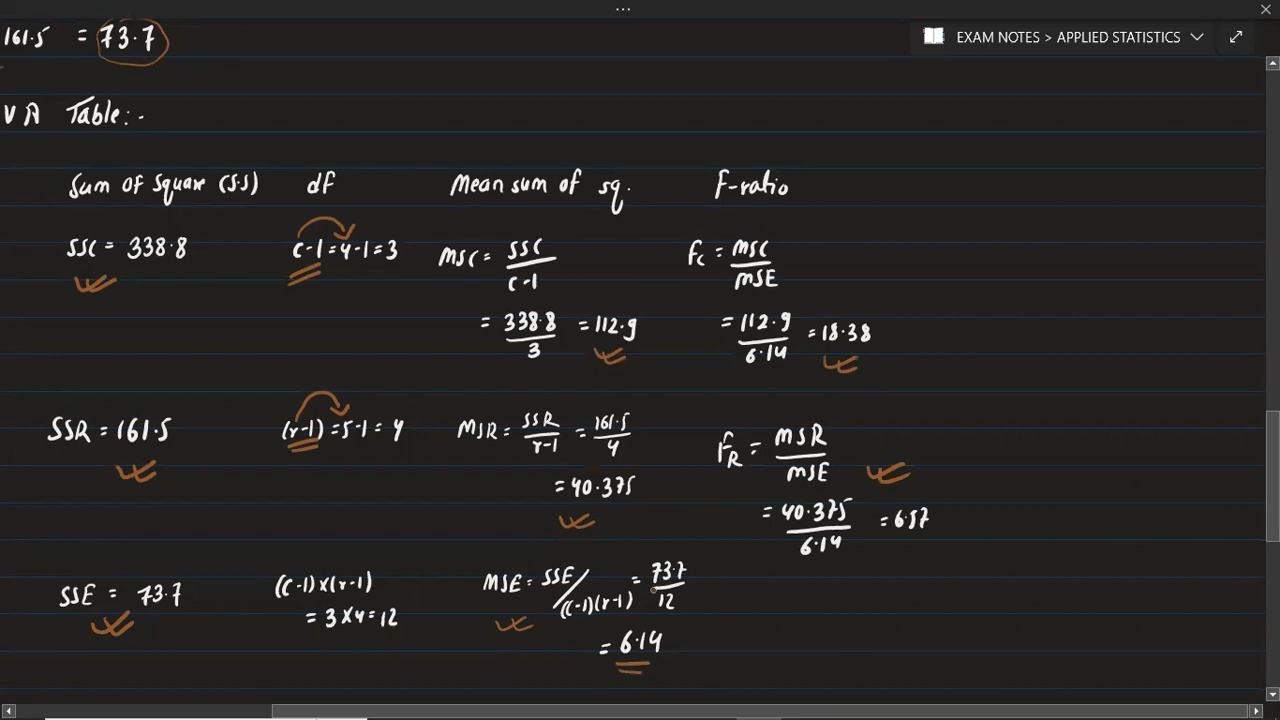 161.5 = 73.7
EXAM NOTES > APPLIED STATISTICS
V A Table:-
Sum of Square (S.S) df Mean sum of sq. F-ratio
SSC = 338.8 c-1 = 4-1 = 3 MSC = SSC / c-1 Fc = MSC / MSE
= 338.8 / 3 = 112.9 = 112.9 / 6.14 = 18.38
SSR = 161.5 (r-1) = 5-1 = 4 MSR = SSR / r-1 = 161.5 / 4 FR = MSR / MSE
= 40.375 = 40.375 / 6.14 = 6.57
SSE = 73.7 (c-1)×(r-1) MSE = SSE / (c-1)(r-1) = 73.7 / 12
= 3×4 = 12
= 6.14